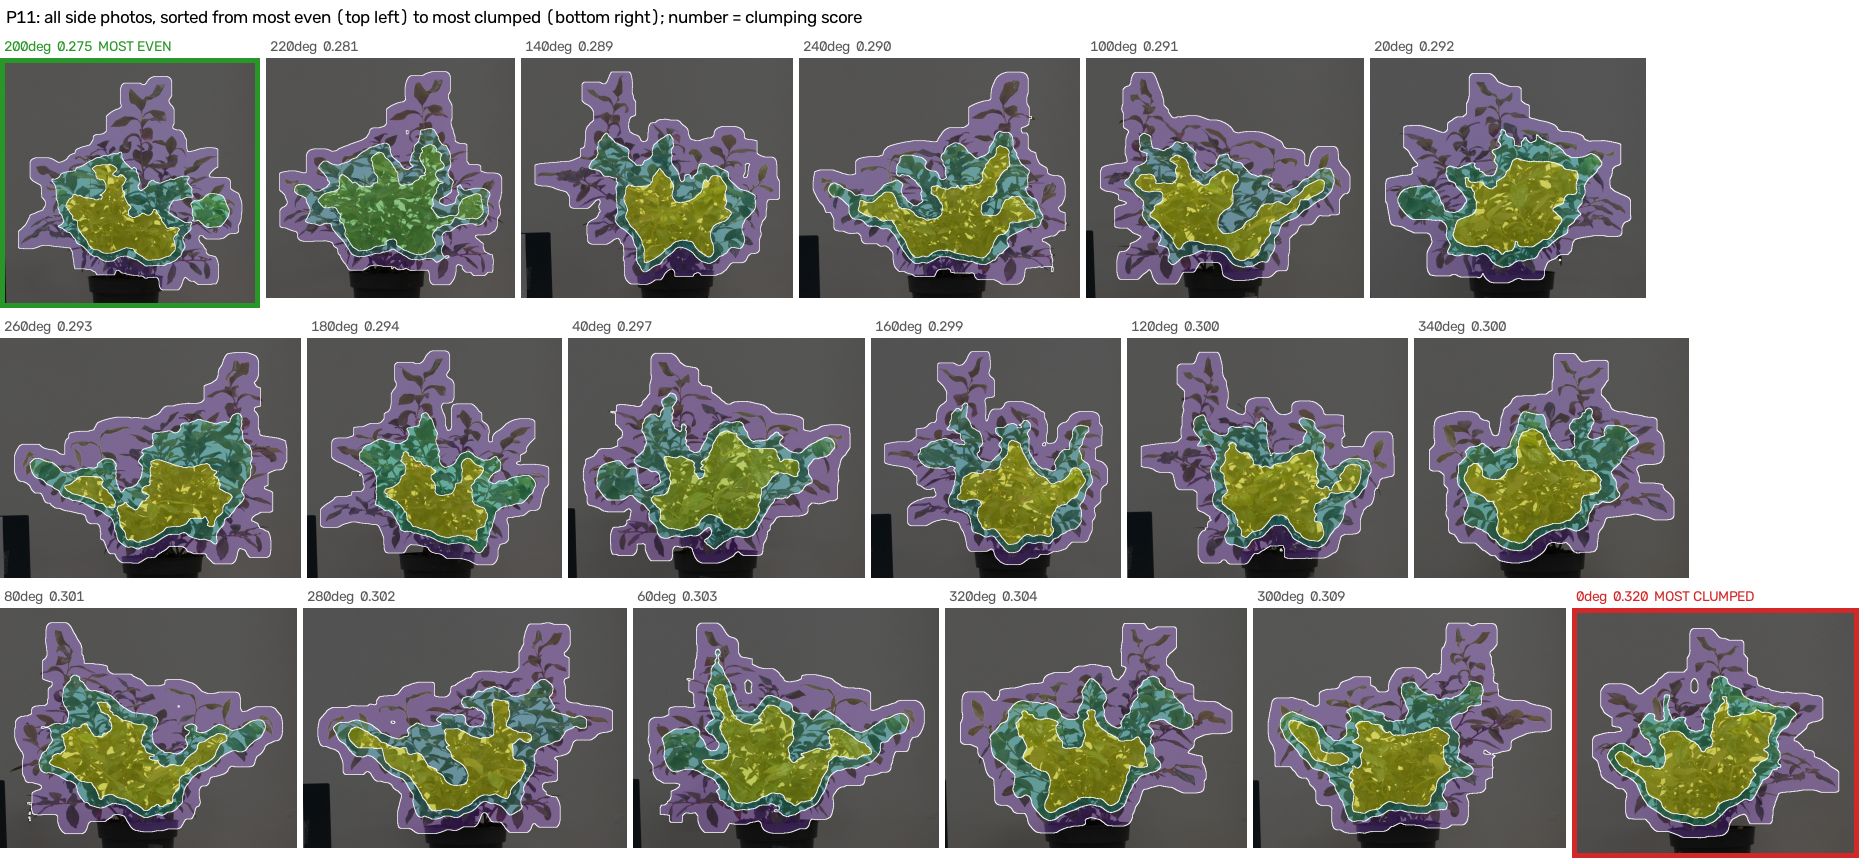 P11: all side photos, sorted from most even (top left) to most clumped (bottom right); number = clumping score
200deg 0.275 MOST EVEN
220deg 0.281
140deg 0.289
240deg 0.290
100deg 0.291
20deg 0.292
260deg 0.293
180deg 0.294
40deg 0.297
160deg 0.299
120deg 0.300
340deg 0.300
80deg 0.301
280deg 0.302
60deg 0.303
320deg 0.304
300deg 0.309
0deg 0.320 MOST CLUMPED